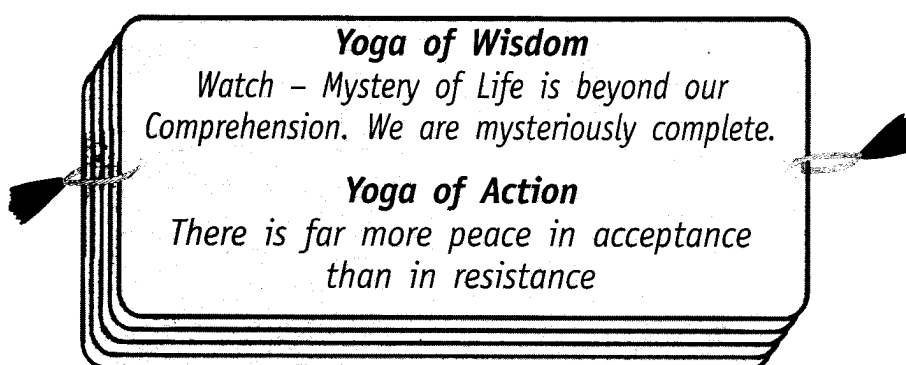 Yoga of Wisdom
Watch – Mystery of Life is beyond our
Comprehension. We are mysteriously complete.
Yoga of Action
There is far more peace in acceptance
than in resistance